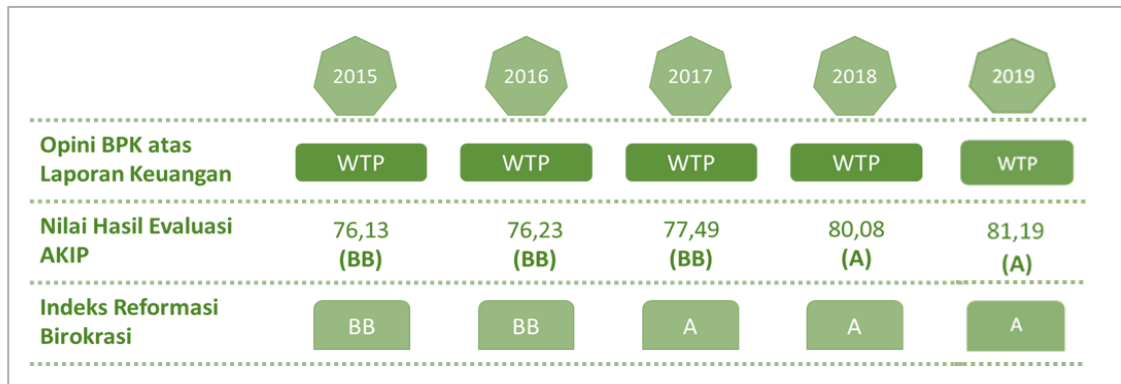 2015 2016 2017 2018 2019
Opini BPK atas
Laporan Keuangan
WTP WTP WTP WTP WTP
Nilai Hasil Evaluasi
AKIP
76,13 76,23 77,49 80,08 81,19
(BB) (BB) (BB) (A) (A)
Indeks Reformasi
Birokrasi
BB BB A A A